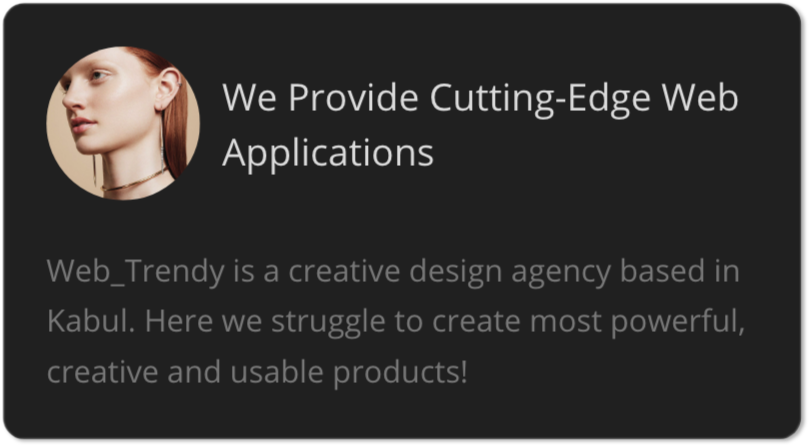 We Provide Cutting-Edge Web
Applications
Web_Trendy is a creative design agency based in
Kabul. Here we struggle to create most powerful,
creative and usable products!